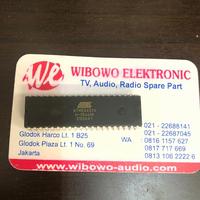 We
WIBOWO ELEKTRONIC
TV, Audio, Radio Spare Part
Glodok Harco Lt. 1 B25
Glodok Plaza Lt. 1 No. 69
Jakarta
021 - 22688141
021 - 22687045
WA : 0816 1157 627
0817 717 669
0813 106 2222 6
www.wibowo-audio.com